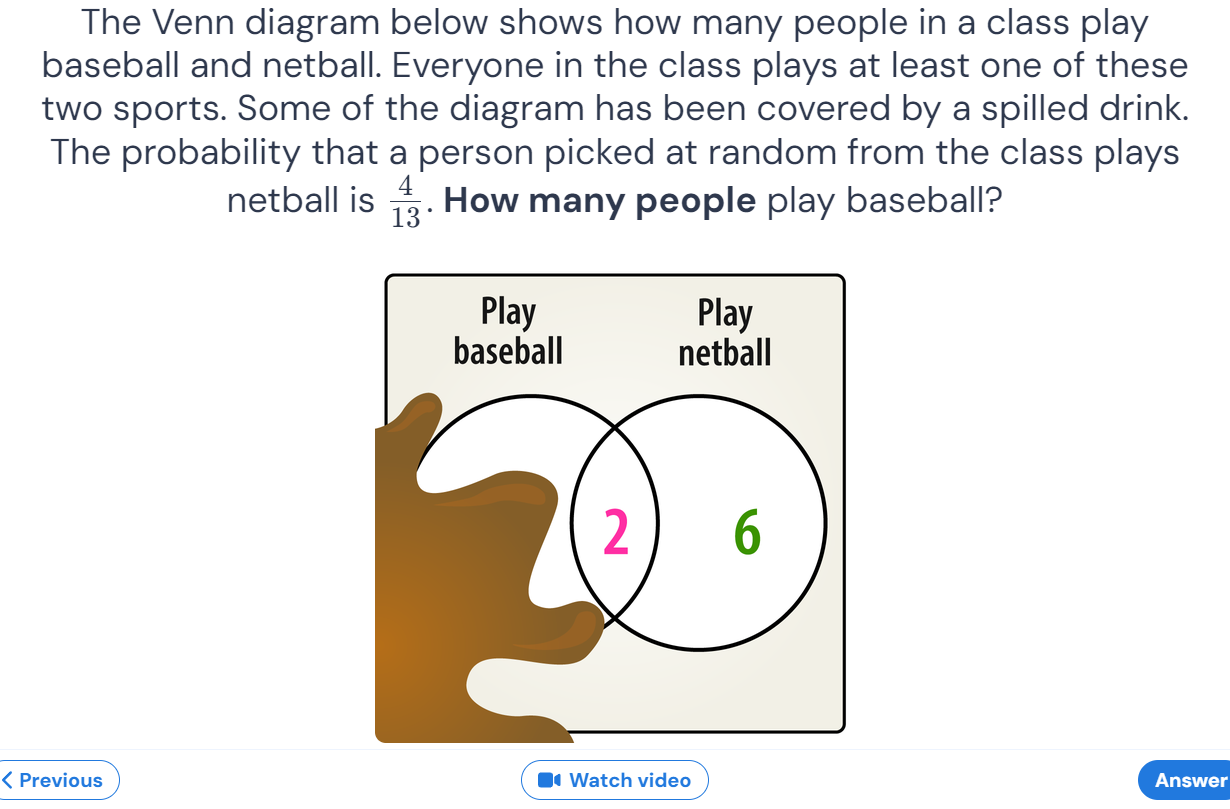 The Venn diagram below shows how many people in a class play
baseball and netball. Everyone in the class plays at least one of these
two sports. Some of the diagram has been covered by a spilled drink.
The probability that a person picked at random from the class plays
netball is 4/13. How many people play baseball?
Play baseball
Play netball
2
6
Previous
Watch video
Answer